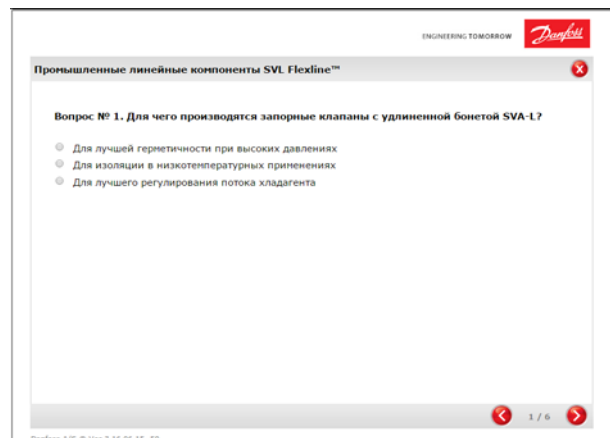 ENGINEERING TOMORROW
Danfoss
Промышленные линейные компоненты SVL Flexline™
Вопрос № 1. Для чего производятся запорные клапаны с удлиненной бонетой SVA-L?
Для лучшей герметичности при высоких давлениях
Для изоляции в низкотемпературных применениях
Для лучшего регулирования потока хладагента
1 / 6